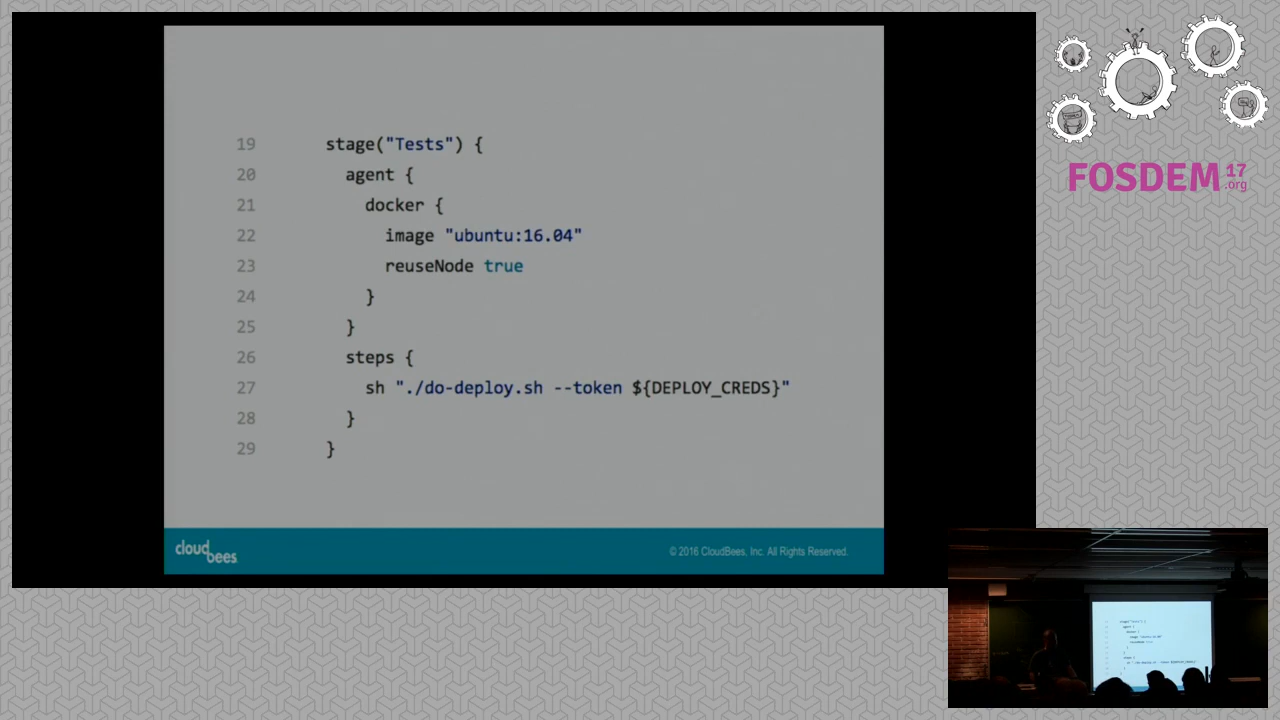 19 stage("Tests") {
20 agent {
21 docker {
22 image "ubuntu:16.04"
23 reuseNode true
24 }
25 }
26 steps {
27 sh "./do-deploy.sh --token ${DEPLOY_CREDS}"
28 }
29 }
cloudbees
© 2016 CloudBees, Inc. All Rights Reserved.
FOSDEM 17
.org